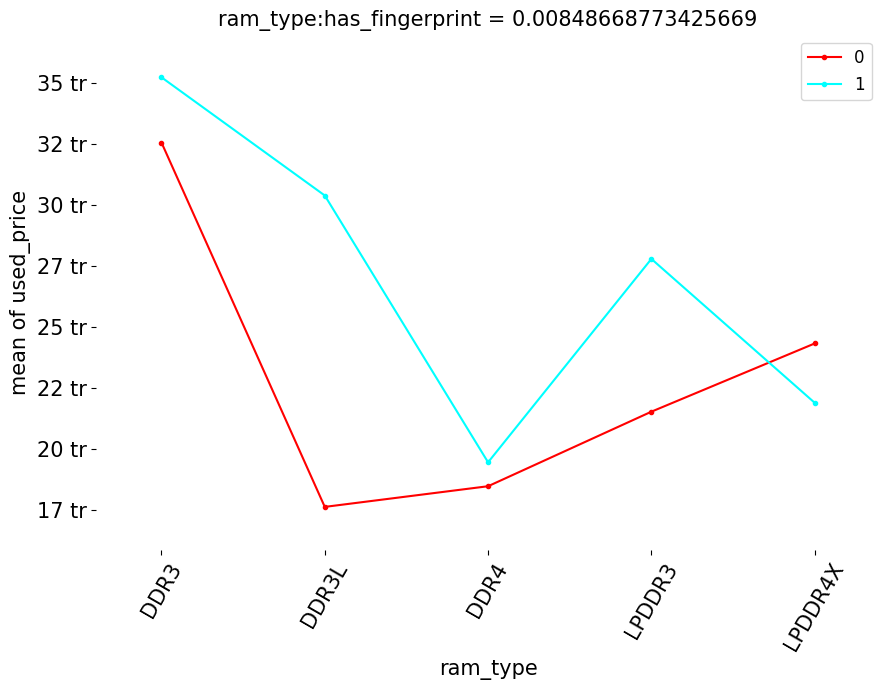 ram_type:has_fingerprint = 0.00848668773425669
0
1
35 tr
32 tr
30 tr
27 tr
25 tr
22 tr
20 tr
17 tr
mean of used_price
DDR3
DDR3L
DDR4
LPDDR3
LPDDR4X
ram_type